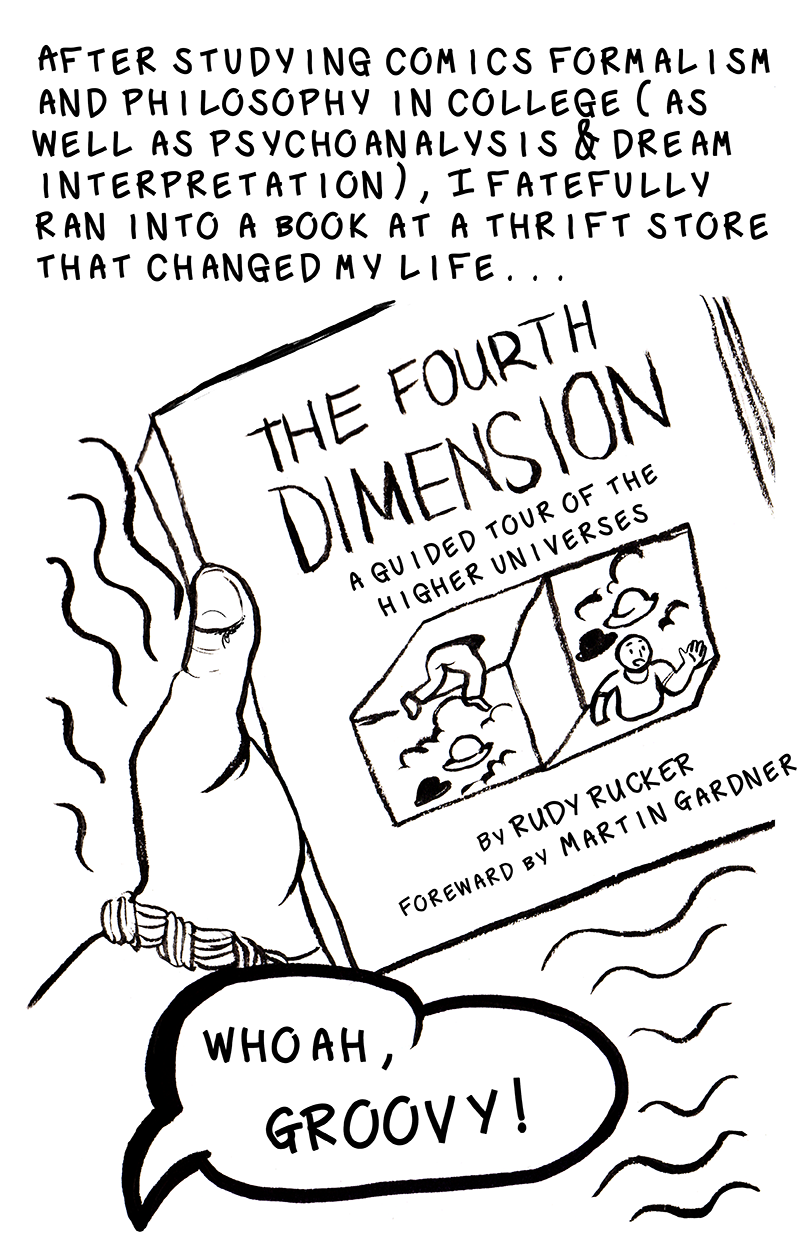 AFTER STUDYING COMICS FORMALISM
AND PHILOSOPHY IN COLLEGE (AS
WELL AS PSYCHOANALYSIS & DREAM
INTERPRETATION), I FATEFULLY
RAN INTO A BOOK AT A THRIFT STORE
THAT CHANGED MY LIFE...
THE FOURTH
DIMENSION
A GUIDED TOUR OF THE
HIGHER UNIVERSES
BY RUDY RUCKER
FOREWARD BY MARTIN GARDNER
WHOAH,
GROOVY!